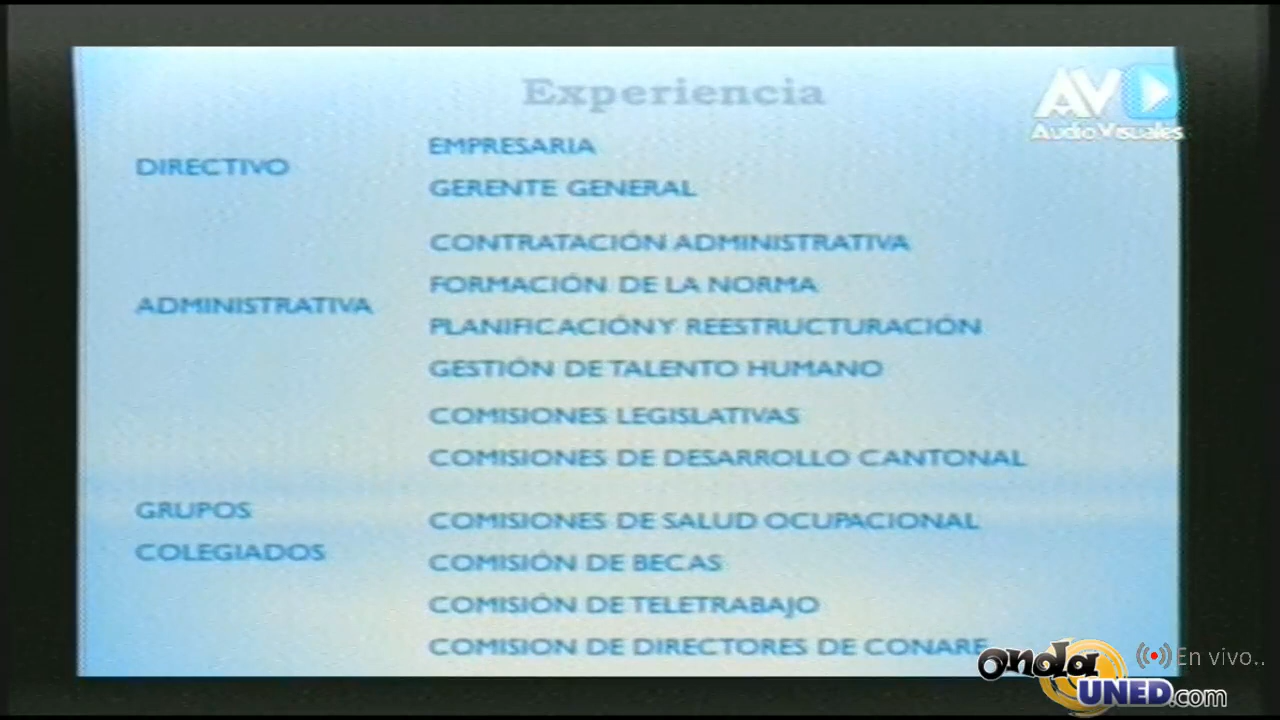 Experiencia
AV
AudioVisuales
DIRECTIVO
EMPRESARIA
GERENTE GENERAL
ADMINISTRATIVA
CONTRATACIÓN ADMINISTRATIVA
FORMACIÓN DE LA NORMA
PLANIFICACIÓN Y REESTRUCTURACIÓN
GESTIÓN DE TALENTO HUMANO
GRUPOS
COLEGIADOS
COMISIONES LEGISLATIVAS
COMISIONES DE DESARROLLO CANTONAL
COMISIONES DE SALUD OCUPACIONAL
COMISIÓN DE BECAS
COMISIÓN DE TELETRABAJO
COMISION DE DIRECTORES DE CONARE
onda
UNED.com
En vivo..